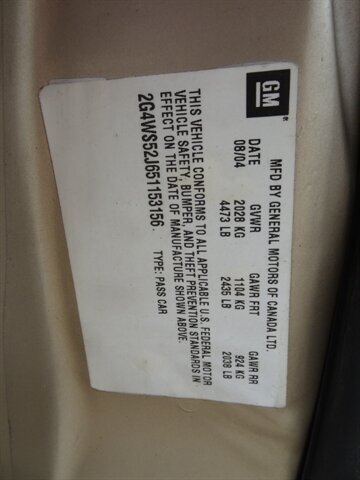 GM
MFD BY GENERAL MOTORS OF CANADA LTD.
DATE GVWR GAWR FRT GAWR RR
08/04 2028 KG 1104 KG 924 KG
4473 LB 2435 LB 2038 LB
THIS VEHICLE CONFORMS TO ALL APPLICABLE U.S. FEDERAL MOTOR
VEHICLE SAFETY, BUMPER, AND THEFT PREVENTION STANDARDS IN
EFFECT ON THE DATE OF MANUFACTURE SHOWN ABOVE.
2G4WS52J651153156 TYPE: PASS CAR